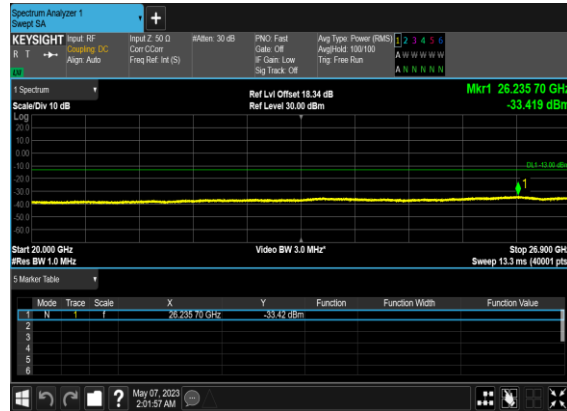 Spectrum Analyzer 1
Swept SA
+
KEYSIGHT
R T
Input: RF
Coupling: DC
Align: Auto
Input Z: 50 Ω
Corr CCorr
Freq Ref: Int (S)
#Atten: 30 dB
PNO: Fast
Gate: Off
IF Gain: Low
Sig Track: Off
Avg Type: Power (RMS)
Avg|Hold: 100/100
Trig: Free Run
1 2 3 4 5 6
A W W W W W
A N N N N N
1 Spectrum
Scale/Div 10 dB
Ref Lvl Offset 18.34 dB
Ref Level 30.00 dBm
Mkr1 26.235 70 GHz
-33.419 dBm
Log
20.0
10.0
0.00
-10.0
-20.0
-30.0
-40.0
-50.0
-60.0
DL1 -13.00 dBm
1
Start 20.000 GHz
#Res BW 1.0 MHz
Video BW 3.0 MHz*
Stop 26.900 GHz
Sweep 13.3 ms (40001 pts)
5 Marker Table
Mode Trace Scale X Y Function Function Width Function Value
1 N 1 f 26.235 70 GHz -33.42 dBm
2
3
4
5
6
?
May 07, 2023
2:01:57 AM